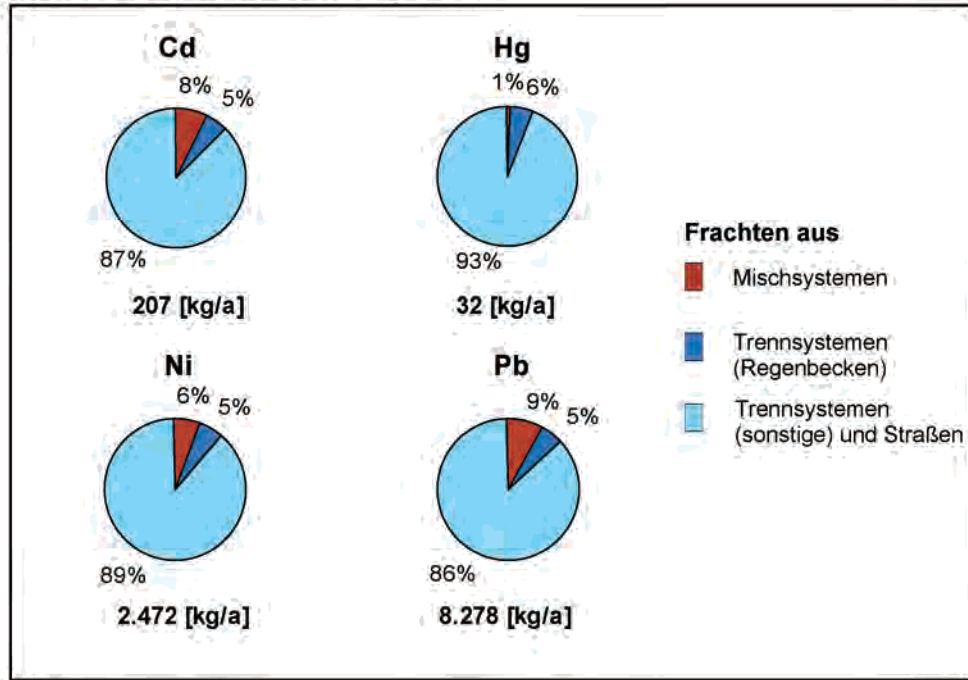 Cd
8%
5%
87%
207 [kg/a]
Hg
1%
6%
93%
32 [kg/a]
Ni
6%
5%
89%
2.472 [kg/a]
Pb
9%
5%
86%
8.278 [kg/a]
Frachten aus
Mischsystemen
Trennsystemen
(Regenbecken)
Trennsystemen
(sonstige) und Straßen